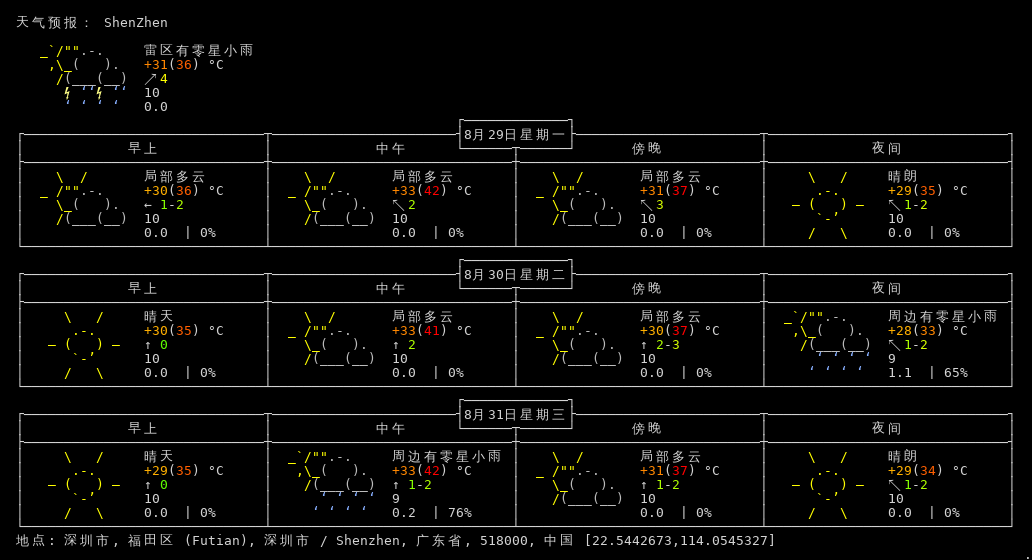 天气预报： ShenZhen
雷区有零星小雨
+31(36) °C
↗4
10
0.0
8月29日星期一
早上 中午 傍晚 夜间
局部多云 局部多云 局部多云 晴朗
+30(36) °C +33(42) °C +31(37) °C +29(35) °C
← 1-2 ↖2 ↖3 ↖1-2
10 10 10 10
0.0 | 0% 0.0 | 0% 0.0 | 0% 0.0 | 0%
8月30日星期二
早上 中午 傍晚 夜间
晴天 局部多云 局部多云 周边有零星小雨
+30(35) °C +33(41) °C +30(37) °C +28(33) °C
↑ 0 ↑ 2 ↑ 2-3 ↖1-2
10 10 10 9
0.0 | 0% 0.0 | 0% 0.0 | 0% 1.1 | 65%
8月31日星期三
早上 中午 傍晚 夜间
晴天 周边有零星小雨 局部多云 晴朗
+29(35) °C +33(42) °C +31(37) °C +29(34) °C
↑ 0 ↑ 1-2 ↑ 1-2 ↖1-2
10 9 10 10
0.0 | 0% 0.2 | 76% 0.0 | 0% 0.0 | 0%
地点: 深圳市, 福田区 (Futian), 深圳市 / Shenzhen, 广东省, 518000, 中国 [22.5442673,114.0545327]